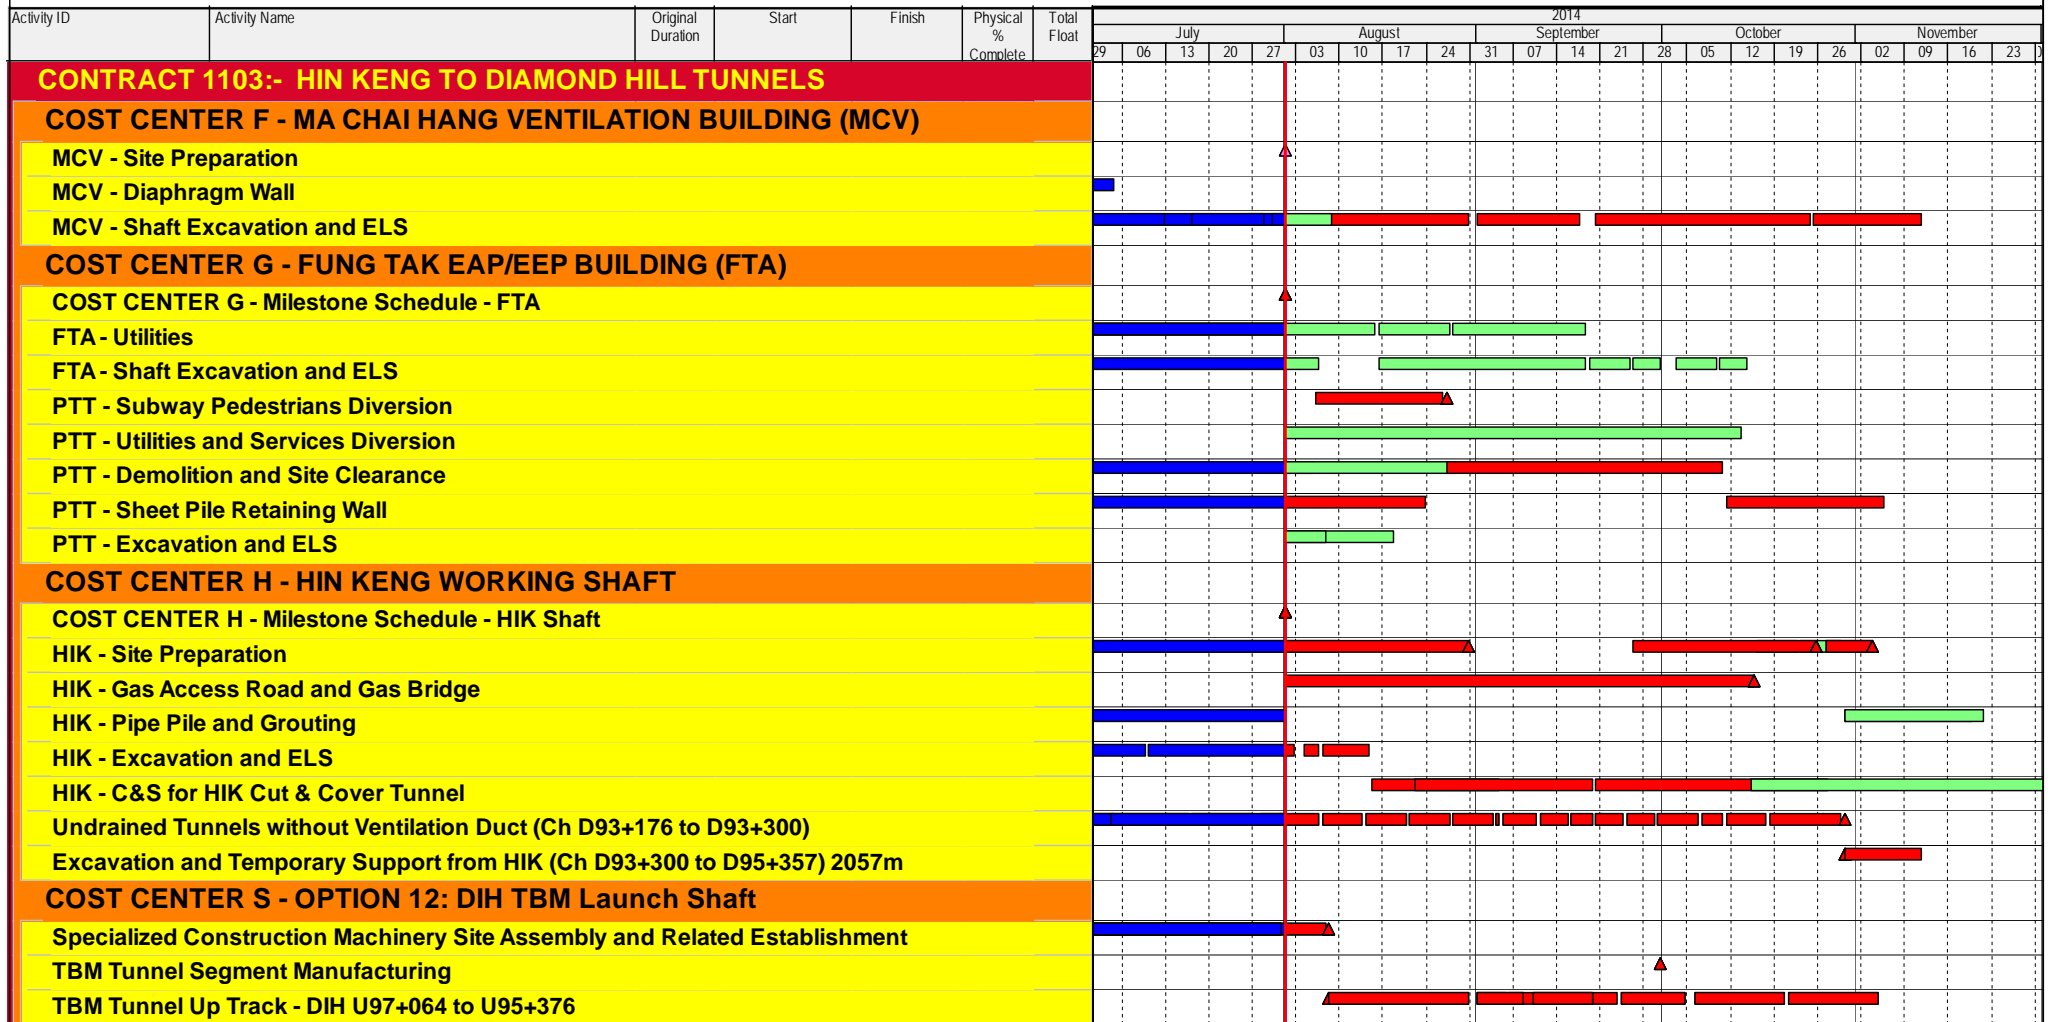 Activity ID Activity Name Original Duration Start Finish Physical % Complete Total Float
2014
July August September October November
29 06 13 20 27 03 10 17 24 31 07 14 21 28 05 12 19 26 02 09 16 23
CONTRACT 1103:- HIN KENG TO DIAMOND HILL TUNNELS
COST CENTER F - MA CHAI HANG VENTILATION BUILDING (MCV)
MCV - Site Preparation
MCV - Diaphragm Wall
MCV - Shaft Excavation and ELS
COST CENTER G - FUNG TAK EAP/EEP BUILDING (FTA)
COST CENTER G - Milestone Schedule - FTA
FTA - Utilities
FTA - Shaft Excavation and ELS
PTT - Subway Pedestrians Diversion
PTT - Utilities and Services Diversion
PTT - Demolition and Site Clearance
PTT - Sheet Pile Retaining Wall
PTT - Excavation and ELS
COST CENTER H - HIN KENG WORKING SHAFT
COST CENTER H - Milestone Schedule - HIK Shaft
HIK - Site Preparation
HIK - Gas Access Road and Gas Bridge
HIK - Pipe Pile and Grouting
HIK - Excavation and ELS
HIK - C&S for HIK Cut & Cover Tunnel
Undrained Tunnels without Ventilation Duct (Ch D93+176 to D93+300)
Excavation and Temporary Support from HIK (Ch D93+300 to D95+357) 2057m
COST CENTER S - OPTION 12: DIH TBM Launch Shaft
Specialized Construction Machinery Site Assembly and Related Establishment
TBM Tunnel Segment Manufacturing
TBM Tunnel Up Track - DIH U97+064 to U95+376